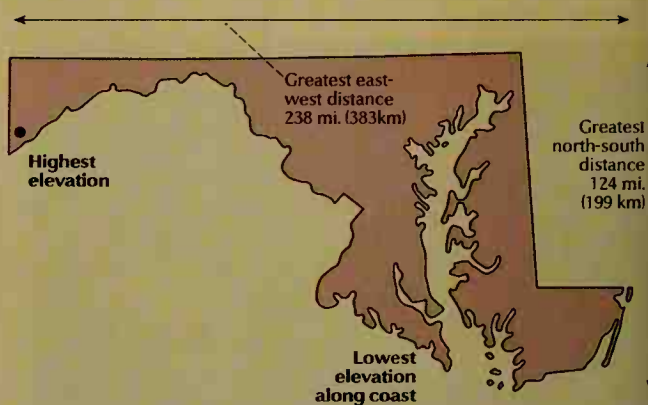 Greatest east-
west distance
238 mi. (383km)
Highest
elevation
Greatest
north-south
distance
124 mi.
(199 km)
Lowest
elevation
along coast